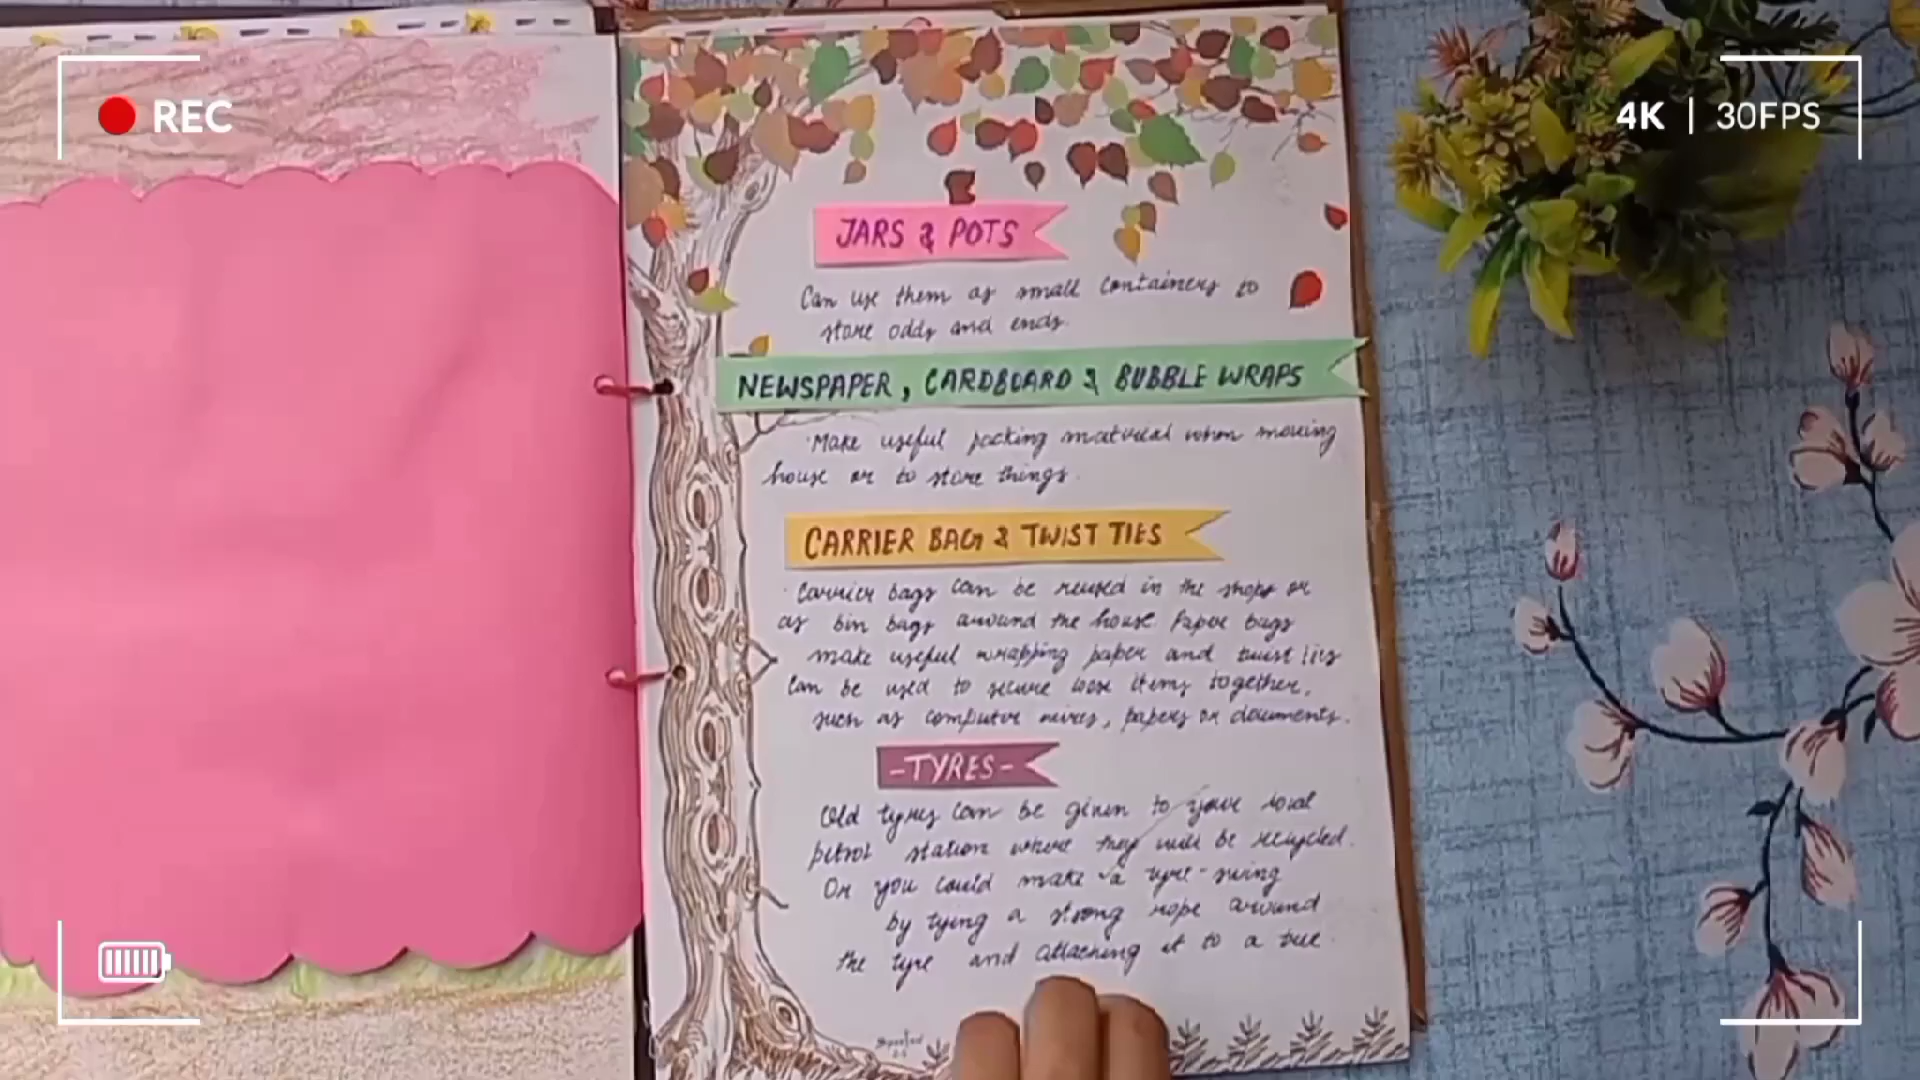 REC
4K | 30FPS
JARS & POTS
Can use them as small containers to
store odds and ends.
NEWSPAPER, CARDBOARD & BUBBLE WRAPS
Make useful packing material when moving
house or to store things.
CARRIER BAG & TWIST TIES
Carrier bags can be reused in the shops or
as bin bags around the house Paper bags
make useful wrapping paper and twist ties
can be used to secure loose items together,
such as computer wires, papers or documents.
-TYRES-
Old tyres can be given to your local
petrol station where they will be recycled.
Or you could make a tyre-swing
by tying a strong rope around
the tyre and attaching it to a tree